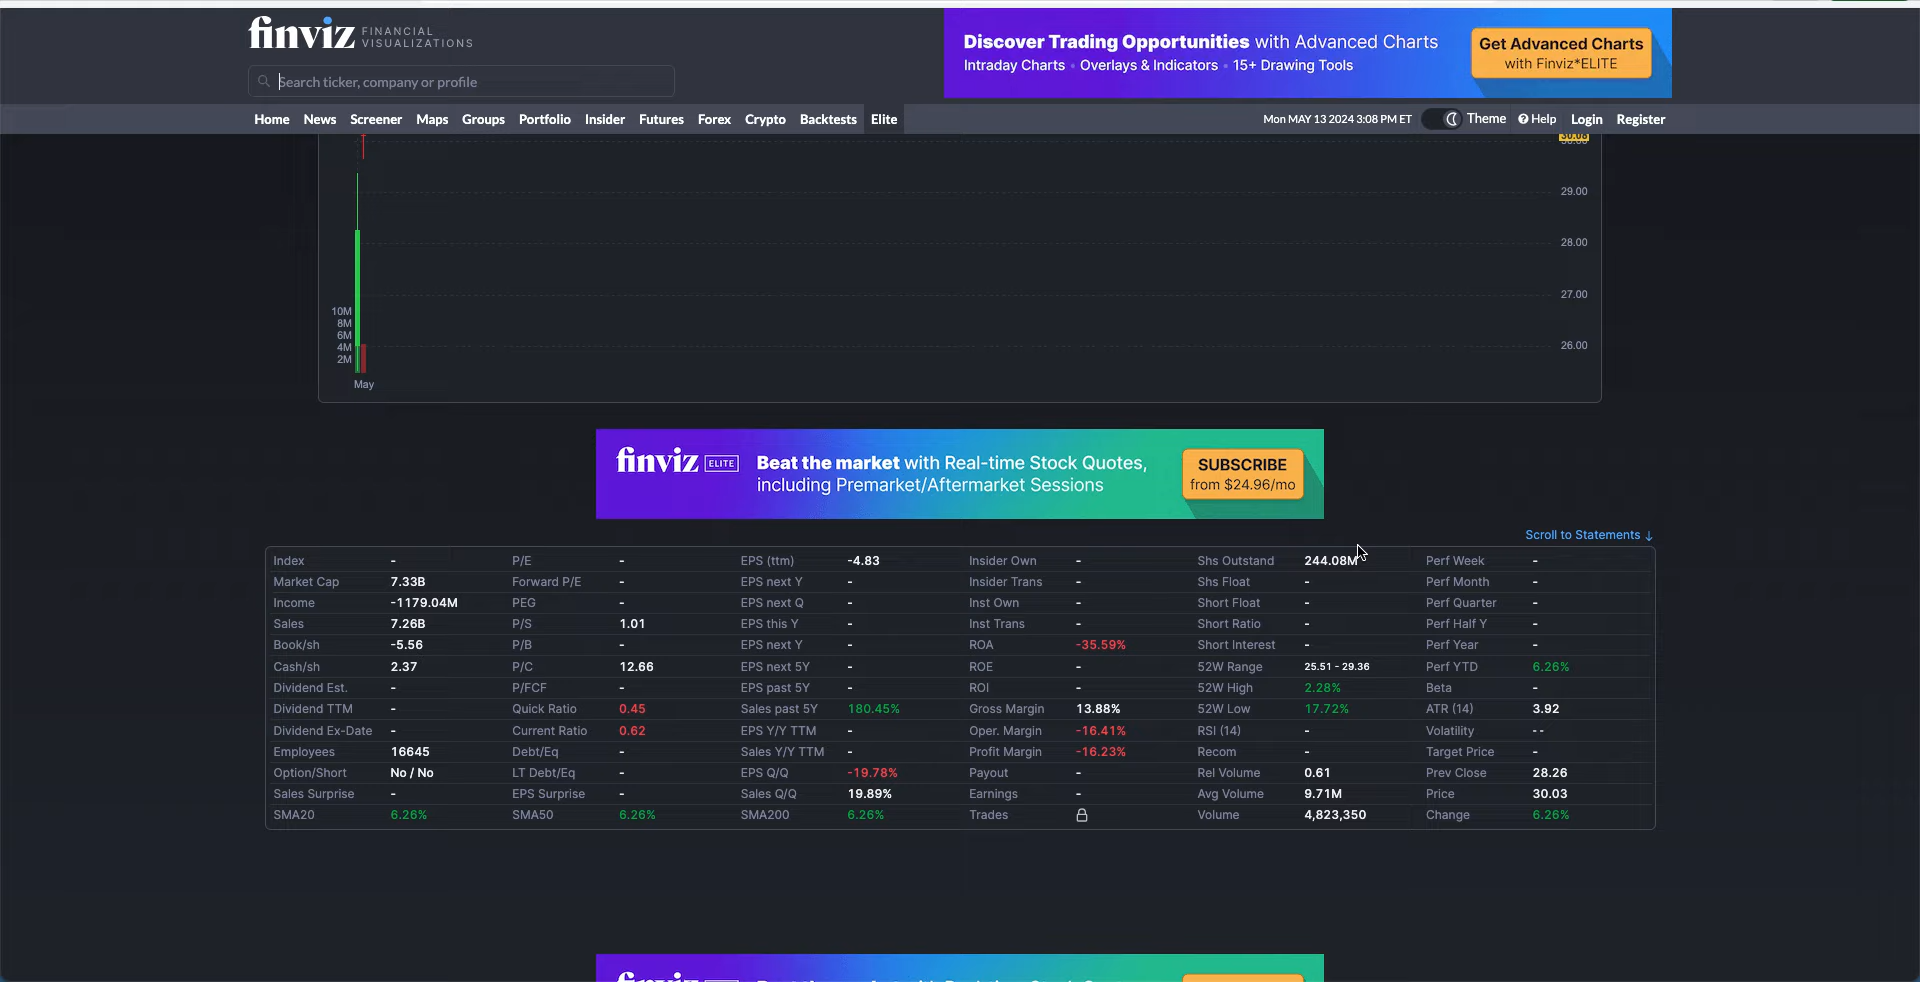 finviz FINANCIAL
VISUALIZATIONS
Discover Trading Opportunities with Advanced Charts
Intraday Charts • Overlays & Indicators • 15+ Drawing Tools
Get Advanced Charts
with Finviz*ELITE
Search ticker, company or profile
Home News Screener Maps Groups Portfolio Insider Futures Forex Crypto Backtests Elite Mon MAY 13 2024 3:08 PM ET Theme Help Login Register
30.00
29.00
28.00
27.00
10M
8M
6M
4M
26.00
2M
May
finviz ELITE
Beat the market with Real-time Stock Quotes,
including Premarket/Aftermarket Sessions
SUBSCRIBE
from $24.96/mo
Scroll to Statements ↓
Index - P/E - EPS (ttm) -4.83 Insider Own - Shs Outstand 244.08M Perf Week -
Market Cap 7.33B Forward P/E - EPS next Y - Insider Trans - Shs Float - Perf Month -
Income -1179.04M PEG - EPS next Q - Inst Own - Short Float - Perf Quarter -
Sales 7.26B P/S 1.01 EPS this Y - Inst Trans - Short Ratio - Perf Half Y -
Book/sh -5.56 P/B - EPS next Y - ROA -35.59% Short Interest - Perf Year -
Cash/sh 2.37 P/C 12.66 EPS next 5Y - ROE - 52W Range 25.51 - 29.36 Perf YTD 6.26%
Dividend Est. - P/FCF - EPS past 5Y - ROI - 52W High 2.28% Beta -
Dividend TTM - Quick Ratio 0.45 Sales past 5Y 180.45% Gross Margin 13.88% 52W Low 17.72% ATR (14) 3.92
Dividend Ex-Date - Current Ratio 0.62 EPS Y/Y TTM - Oper. Margin -16.41% RSI (14) - Volatility - -
Employees 16645 Debt/Eq - Sales Y/Y TTM - Profit Margin -16.23% Recom - Target Price -
Option/Short No / No LT Debt/Eq - EPS Q/Q -19.78% Payout - Rel Volume 0.61 Prev Close 28.26
Sales Surprise - EPS Surprise - Sales Q/Q 19.89% Earnings - Avg Volume 9.71M Price 30.03
SMA20 6.26% SMA50 6.26% SMA200 6.26% Trades Volume 4,823,350 Change 6.26%